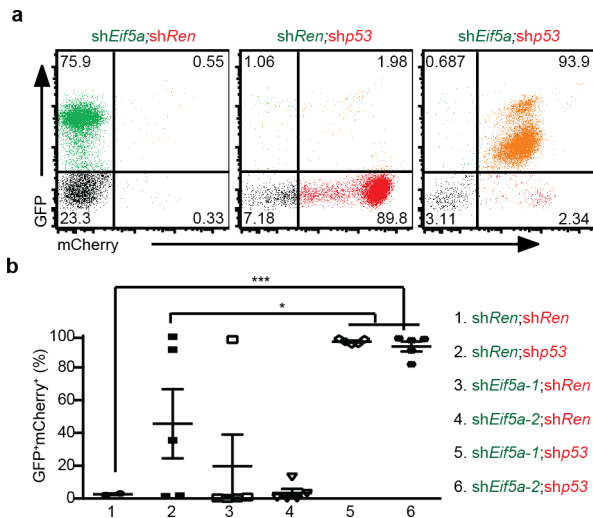 a
shEif5a;shRen
shRen;shp53
shEif5a;shp53
75.9 0.55
1.06 1.98
0.687 93.9
GFP
23.3 0.33
7.18 89.8
3.11 2.34
mCherry
b
***
*
GFP⁺mCherry⁺ (%)
100
80
60
40
20
0
1 2 3 4 5 6
1. shRen;shRen
2. shRen;shp53
3. shEif5a-1;shRen
4. shEif5a-2;shRen
5. shEif5a-1;shp53
6. shEif5a-2;shp53